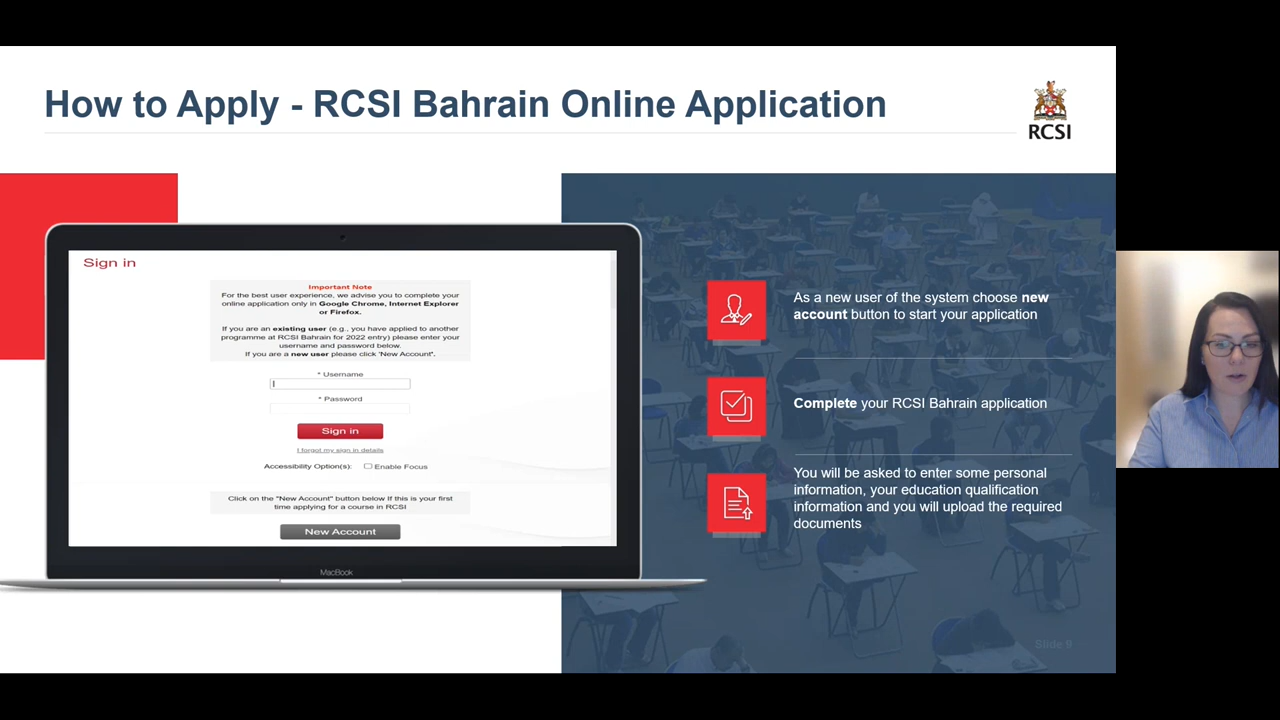 How to Apply - RCSI Bahrain Online Application
RCSI
Sign in
Important Note
For the best user experience, we advise you to complete your
online application only in Google Chrome, Internet Explorer
or Firefox.
If you are an existing user (e.g., you have applied to another
programme at RCSI Bahrain for 2022 entry) please enter your
username and password below.
If you are a new user please click 'New Account'.
* Username
* Password
Sign in
I forgot my sign in details
Accessibility Option(s): Enable Focus
Click on the "New Account" button below If this is your first
time applying for a course in RCSI
New Account
MacBook
As a new user of the system choose new
account button to start your application
Complete your RCSI Bahrain application
You will be asked to enter some personal
information, your education qualification
information and you will upload the required
documents
Slide 9